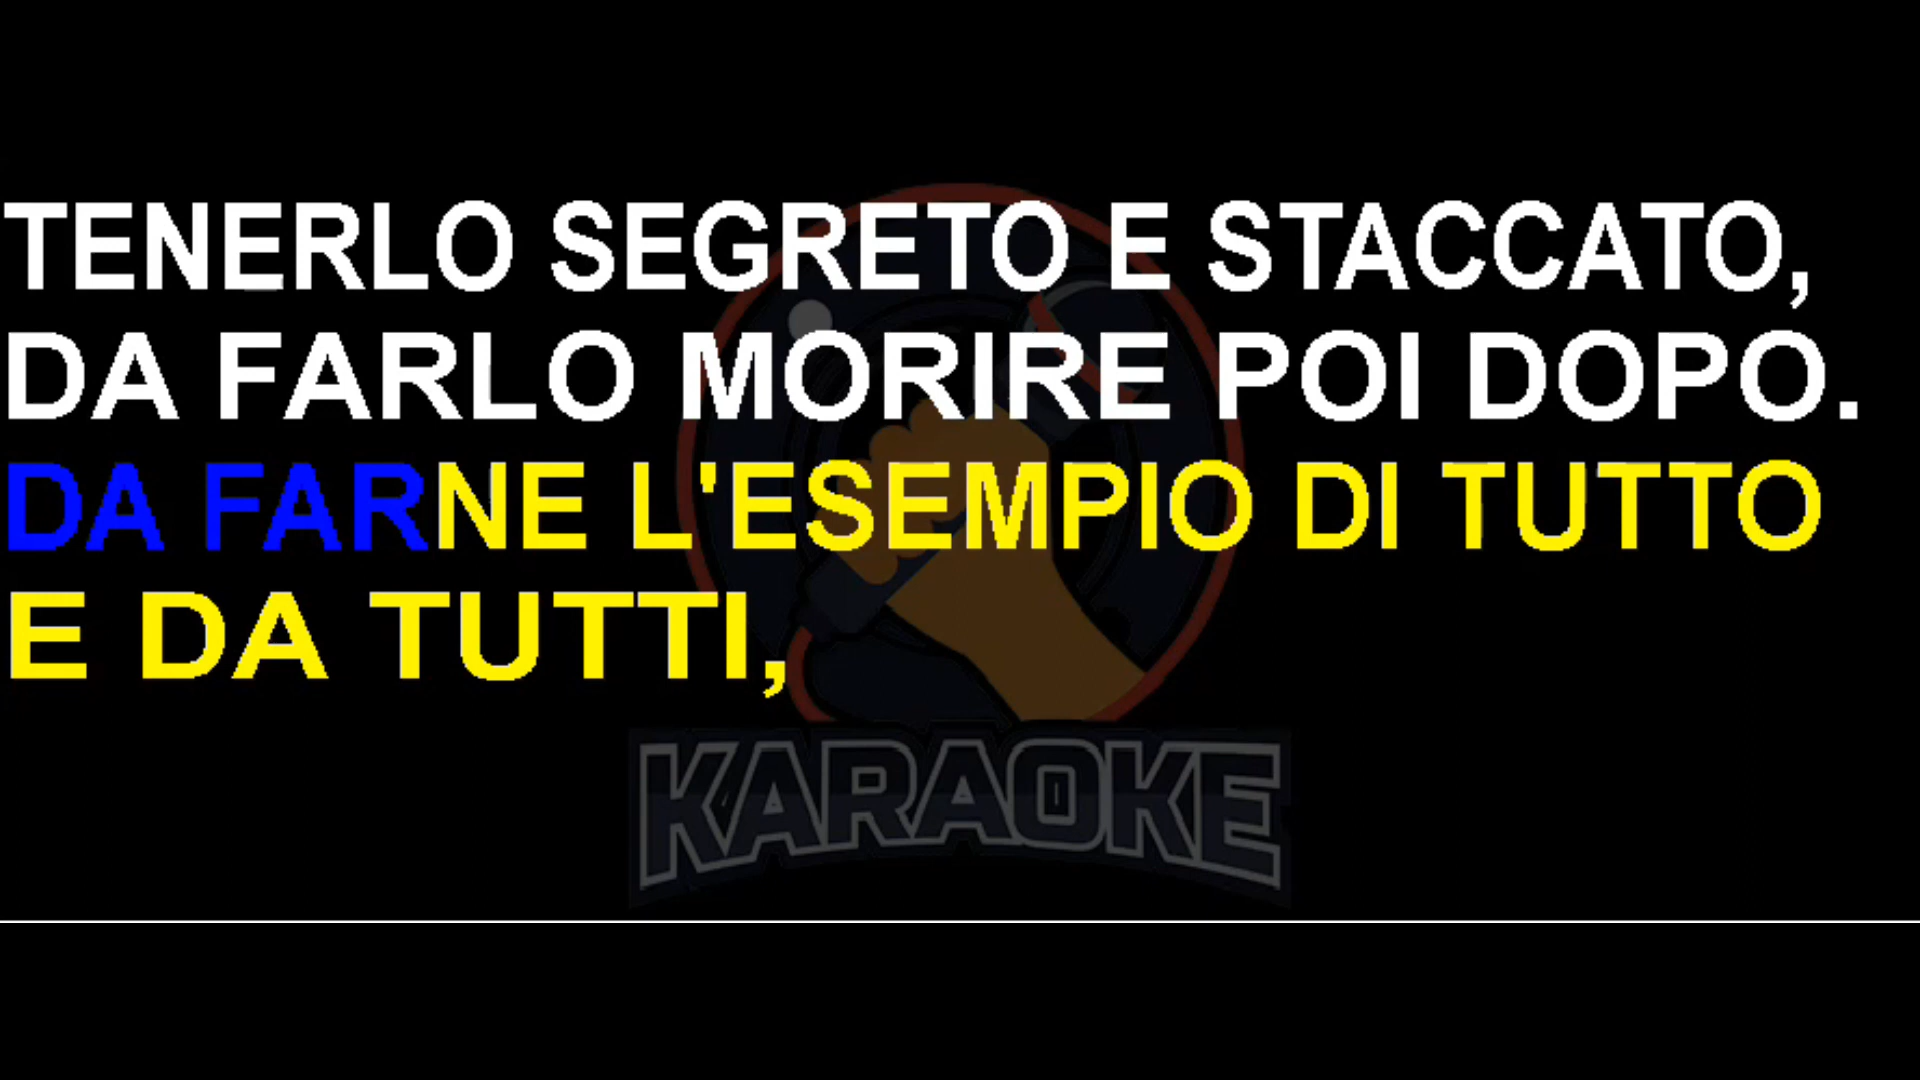 TENERLO SEGRETO E STACCATO,
DA FARLO MORIRE POI DOPO.
DA FARNE L'ESEMPIO DI TUTTO
E DA TUTTI,
KARAOKE